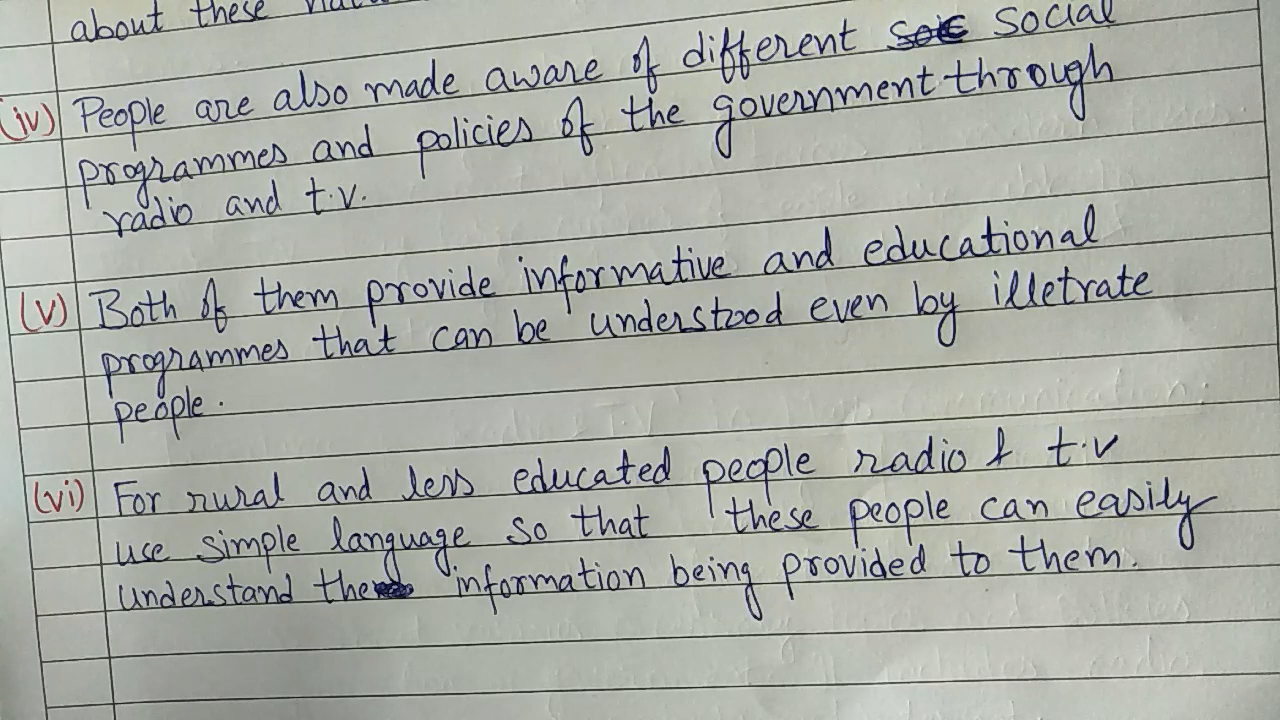 about these
(iv) People are also made aware of different social
programmes and policies of the government through
radio and t.v.
(v) Both of them provide informative and educational
programmes that can be understood even by illetrate
people.
(vi) For rural and less educated people radio & t.v
use simple language so that these people can easily
understand the information being provided to them.